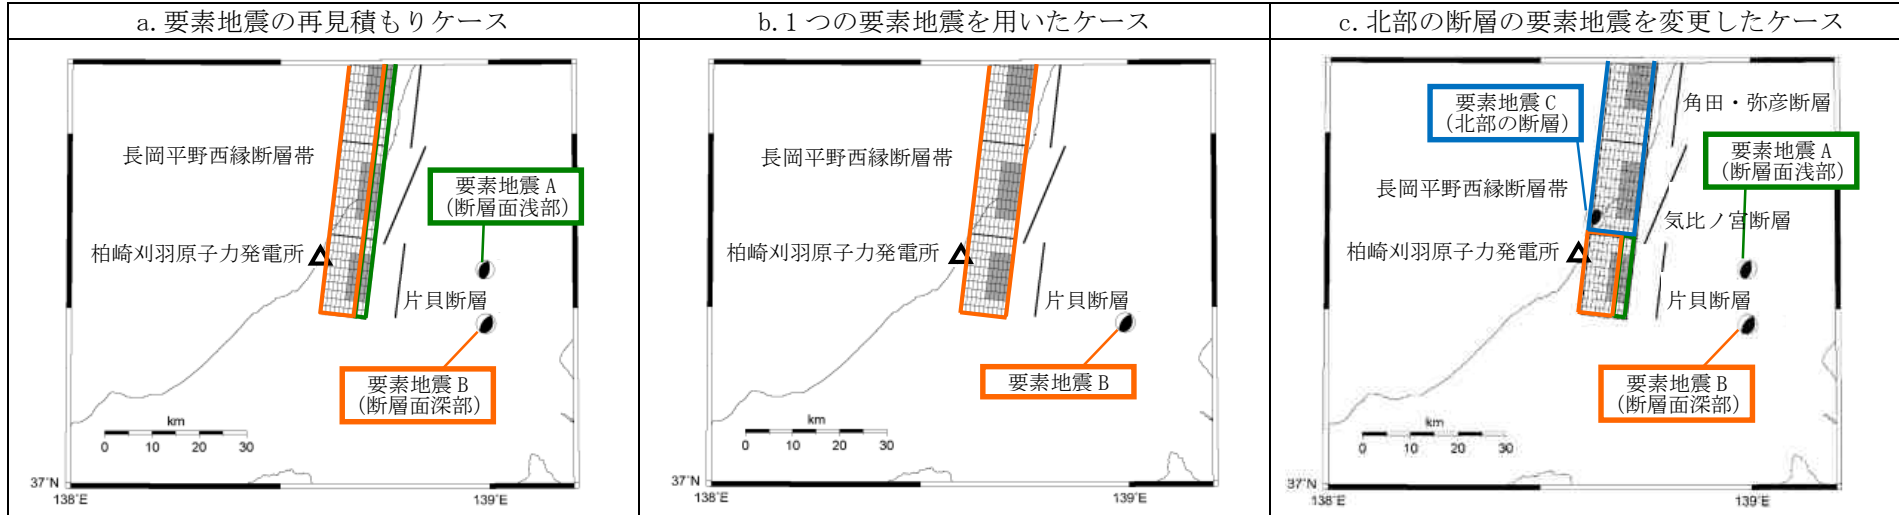 a. 要素地震の再見積もりケース
b. 1 つの要素地震を用いたケース
c. 北部の断層の要素地震を変更したケース
長岡平野西縁断層帯
要素地震 A
（断層面浅部）
柏崎刈羽原子力発電所
片貝断層
要素地震 B
（断層面深部）
km
0 10 20 30
37°N
138°E
139°E
長岡平野西縁断層帯
柏崎刈羽原子力発電所
片貝断層
要素地震 B
km
0 10 20 30
37°N
138°E
139°E
要素地震 C
（北部の断層）
角田・弥彦断層
要素地震 A
（断層面浅部）
長岡平野西縁断層帯
気比ノ宮断層
柏崎刈羽原子力発電所
片貝断層
要素地震 B
（断層面深部）
km
0 10 20 30
37°N
138°E
139°E